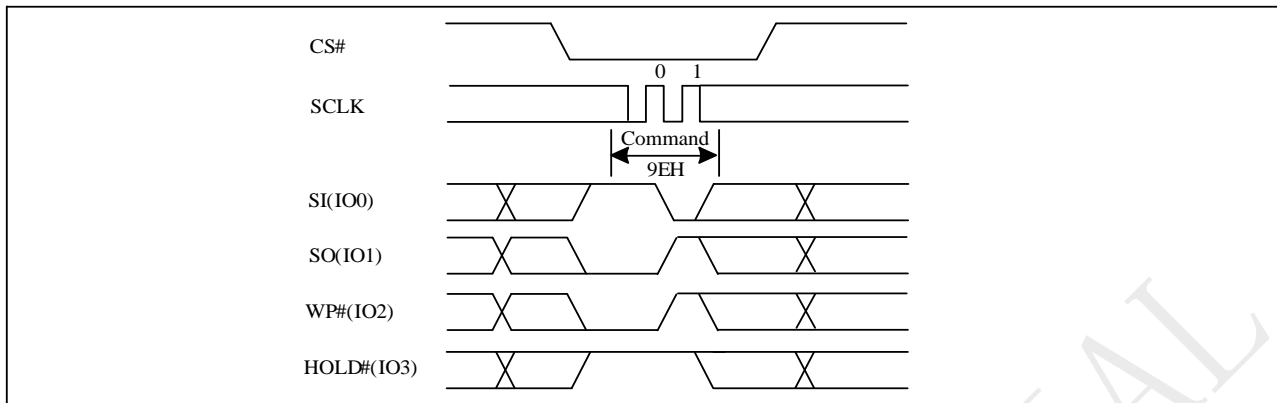 CS#
0 1
SCLK
Command
9EH
SI(IO0)
SO(IO1)
WP#(IO2)
HOLD#(IO3)